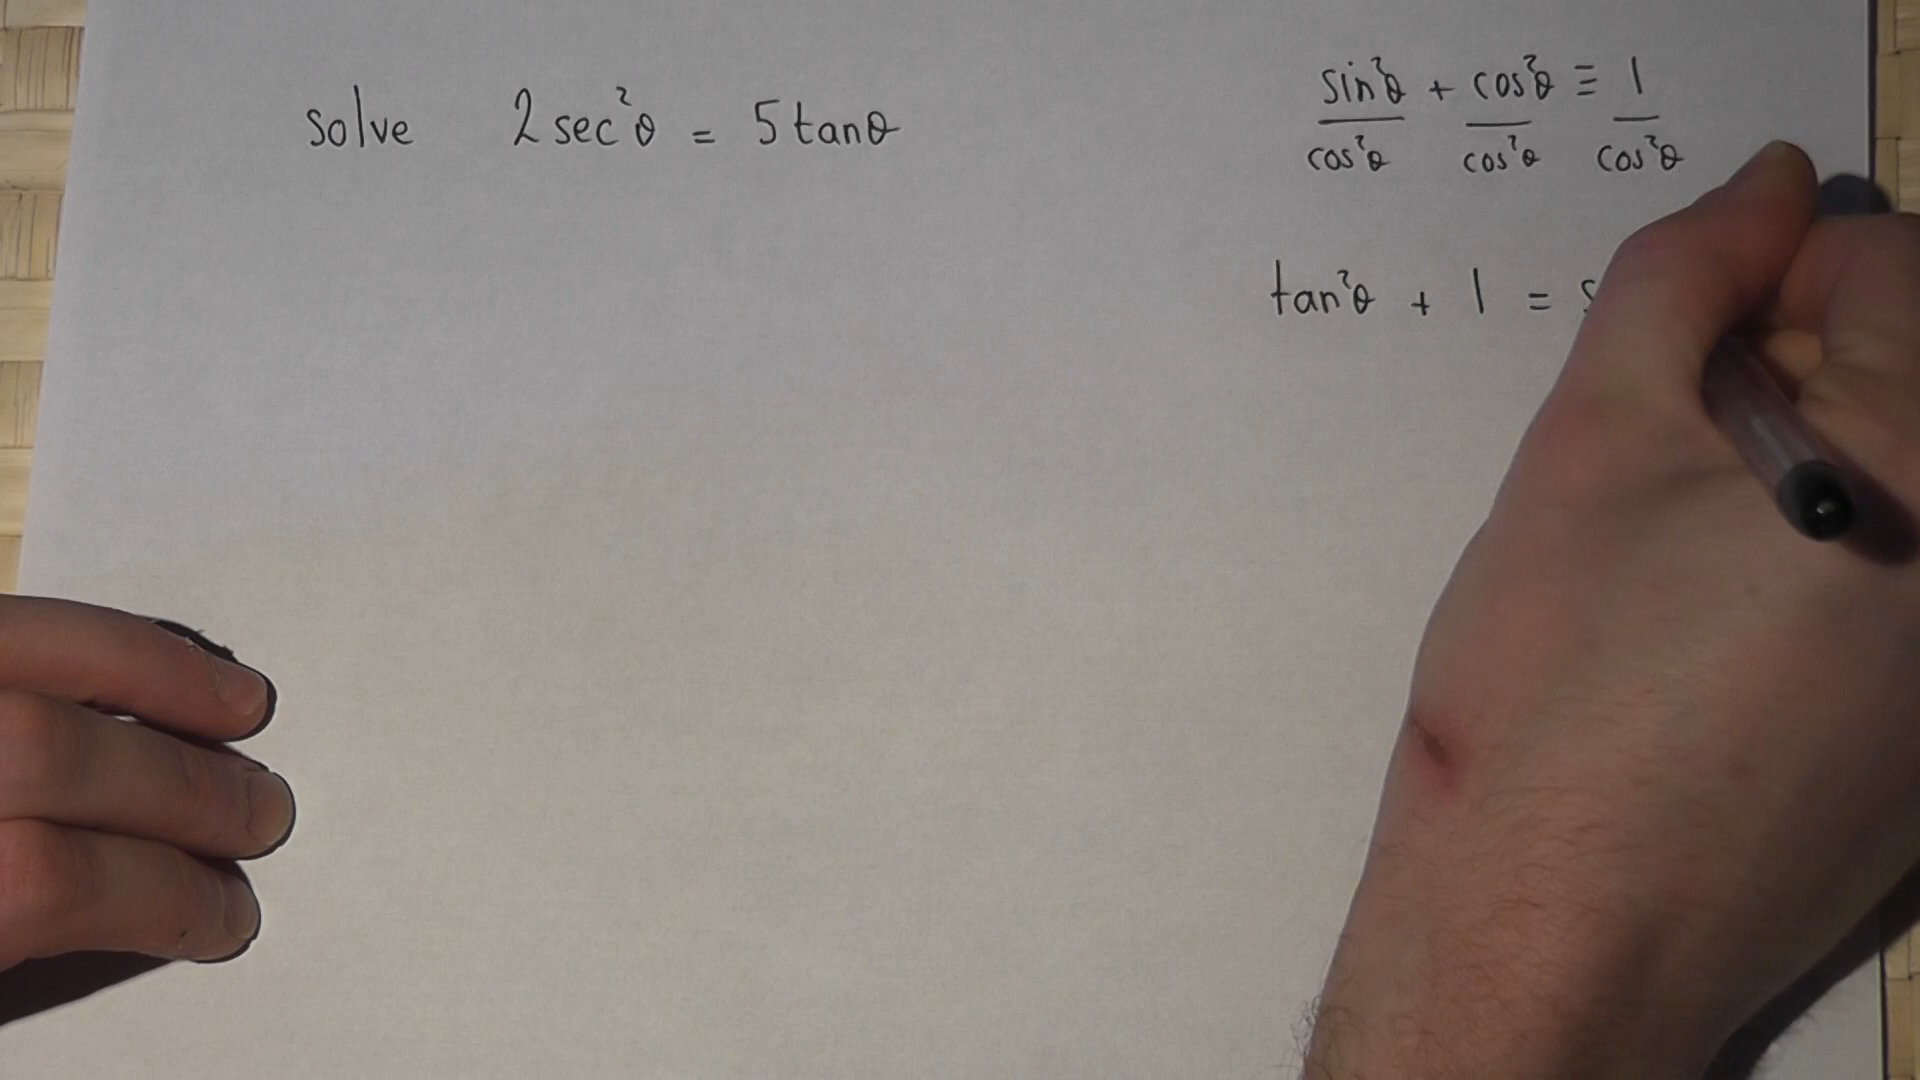 solve 2 sec²θ = 5 tanθ
sin²θ + cos²θ ≡ 1
cos²θ cos²θ cos²θ
tan²θ + 1 = s